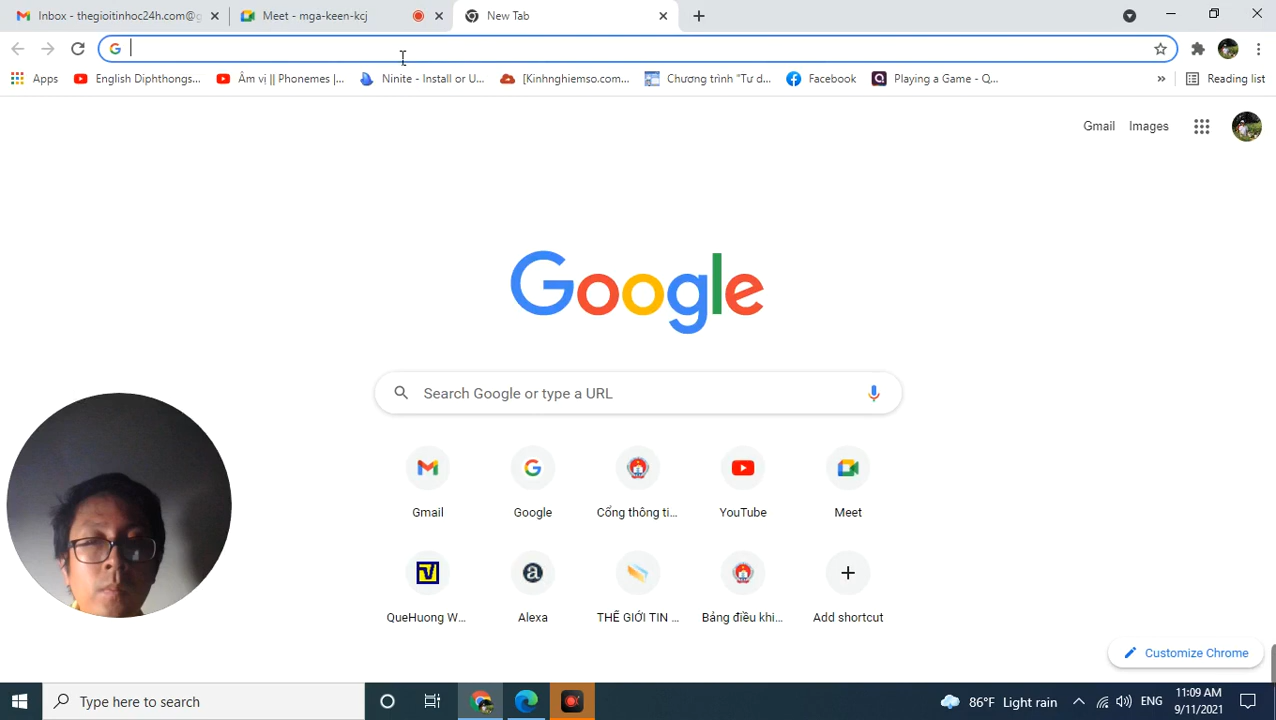 Inbox - thegioitinhoc24h.com@g
Meet - mga-keen-kcj
New Tab
Apps
English Diphthongs...
Âm vị || Phonemes |...
Ninite - Install or U...
[Kinhnghiemso.com...
Chương trình "Tư d...
Facebook
Playing a Game - Q...
»
Reading list
Gmail
Images
Google
Search Google or type a URL
Gmail
Google
Cổng thông ti...
YouTube
Meet
QueHuong W...
Alexa
THẾ GIỚI TIN ...
Bảng điều khi...
Add shortcut
Customize Chrome
Type here to search
86°F Light rain
ENG
11:09 AM
9/11/2021